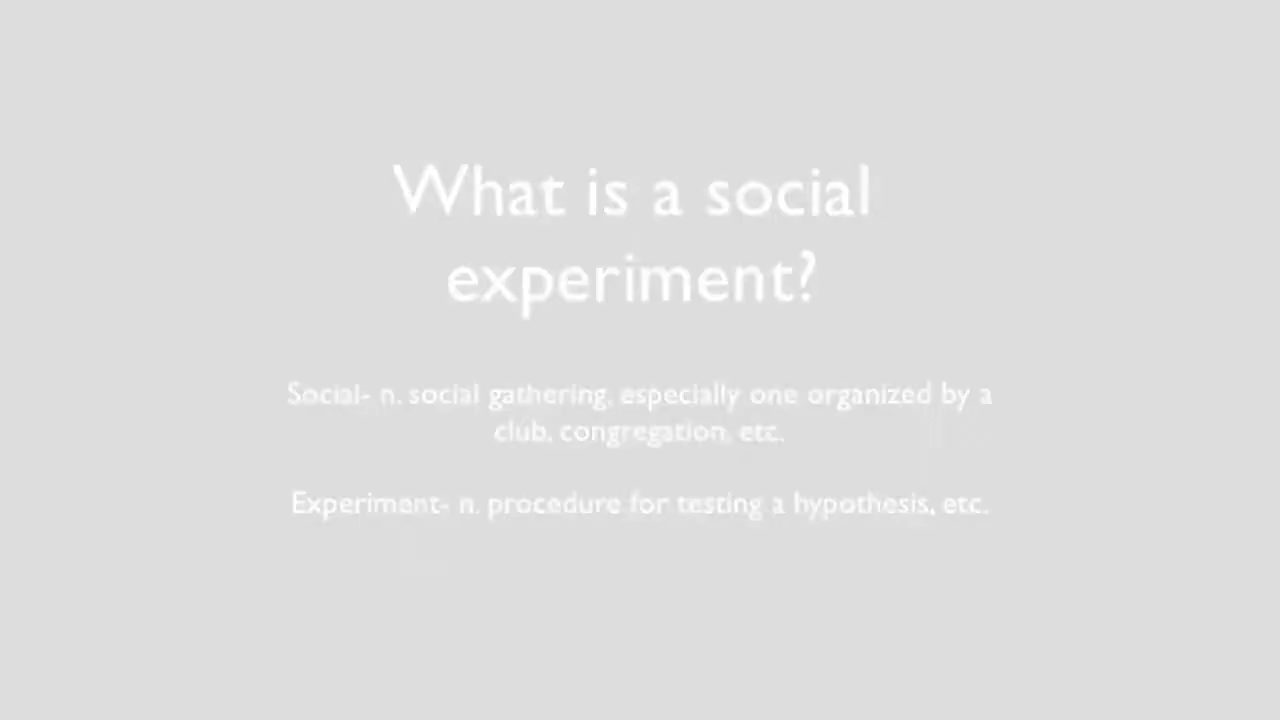 What is a social
experiment?
Social- n. social gathering, especially one organized by a
club, congregation, etc.
Experiment- n. procedure for testing a hypothesis, etc.